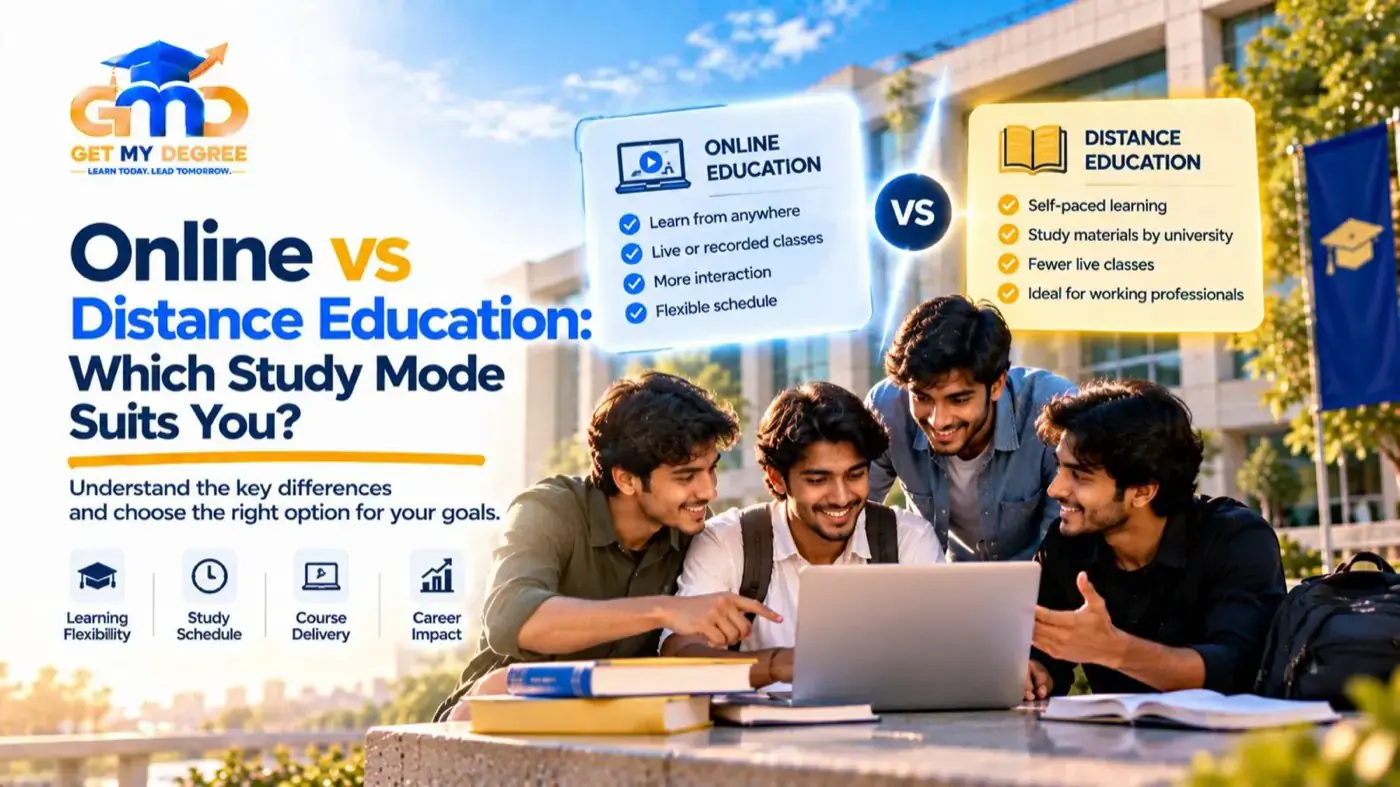 GMD
GET MY DEGREE
LEARN TODAY. LEAD TOMORROW.
Online vs
Distance Education:
Which Study Mode
Suits You?
Understand the key differences
and choose the right option for your goals.
Learning
Flexibility
Study
Schedule
Course
Delivery
Career
Impact
ONLINE
EDUCATION
Learn from anywhere
Live or recorded classes
More interaction
Flexible schedule
VS
DISTANCE
EDUCATION
Self-paced learning
Study materials by university
Fewer live classes
Ideal for working professionals